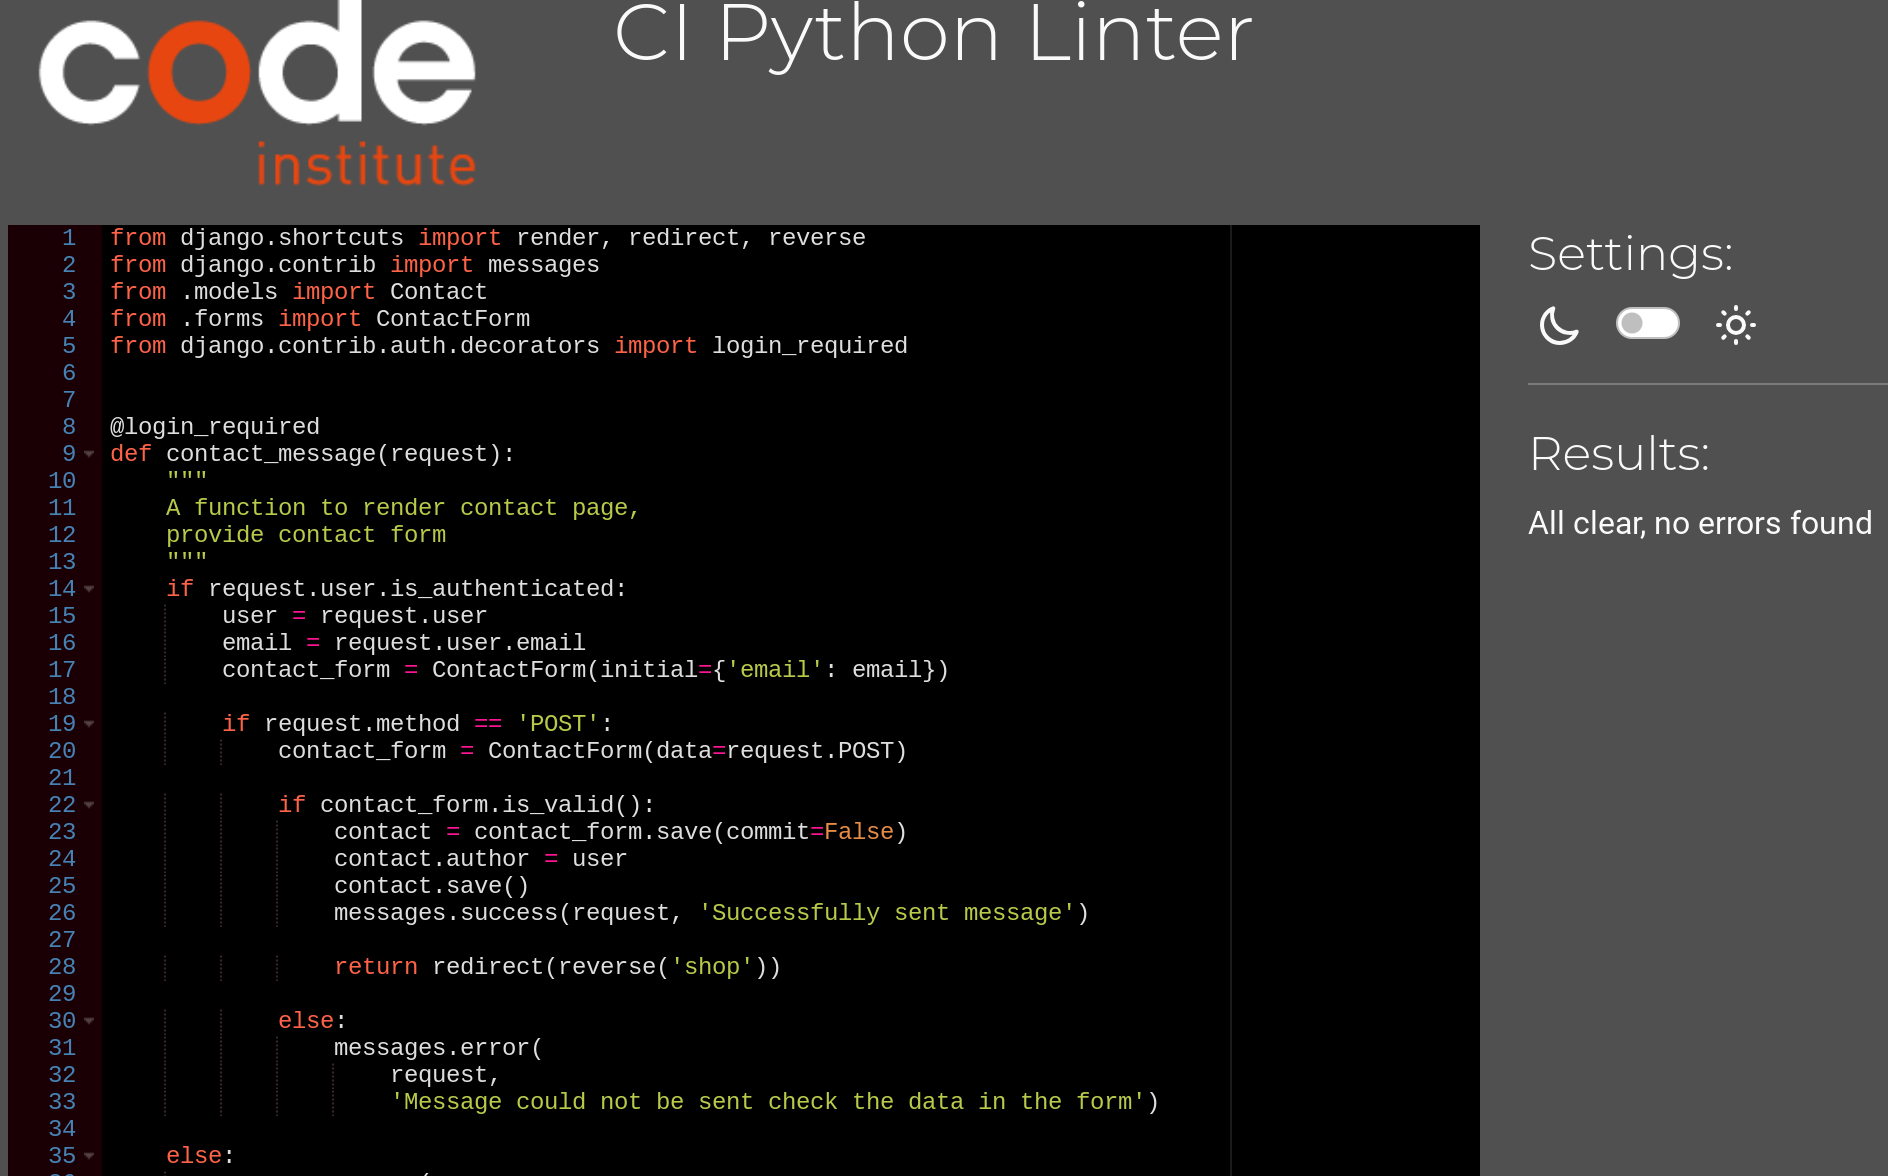 code
institute
CI Python Linter
1 from django.shortcuts import render, redirect, reverse
2 from django.contrib import messages
3 from .models import Contact
4 from .forms import ContactForm
5 from django.contrib.auth.decorators import login_required
6
7
8 @login_required
9 def contact_message(request):
10     """
11     A function to render contact page,
12     provide contact form
13     """
14     if request.user.is_authenticated:
15         user = request.user
16         email = request.user.email
17         contact_form = ContactForm(initial={'email': email})
18
19         if request.method == 'POST':
20             contact_form = ContactForm(data=request.POST)
21
22             if contact_form.is_valid():
23                 contact = contact_form.save(commit=False)
24                 contact.author = user
25                 contact.save()
26                 messages.success(request, 'Successfully sent message')
27
28                 return redirect(reverse('shop'))
29
30             else:
31                 messages.error(
32                     request,
33                     'Message could not be sent check the data in the form')
34
35     else:
Settings:
Results:
All clear, no errors found